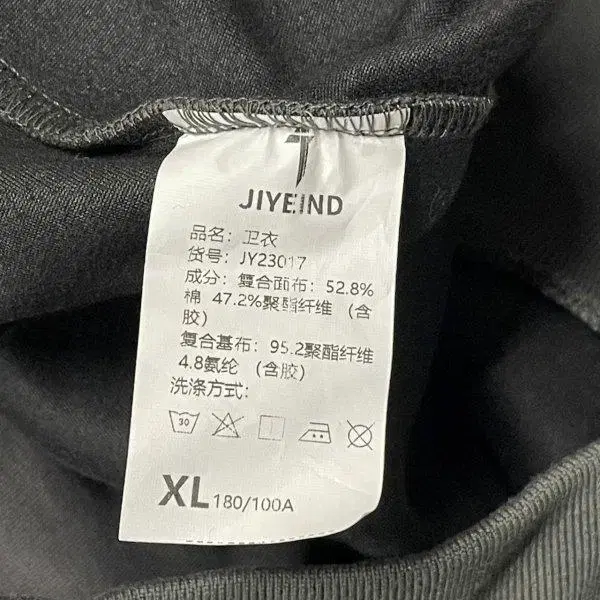 JIYEIND
品名：卫衣
货号：JY23017
成分：复合面布：52.8%
棉 47.2%聚酯纤维（含
胶）
复合基布：95.2聚酯纤维
4.8氨纶 （含胶）
洗涤方式：
30
XL 180/100A